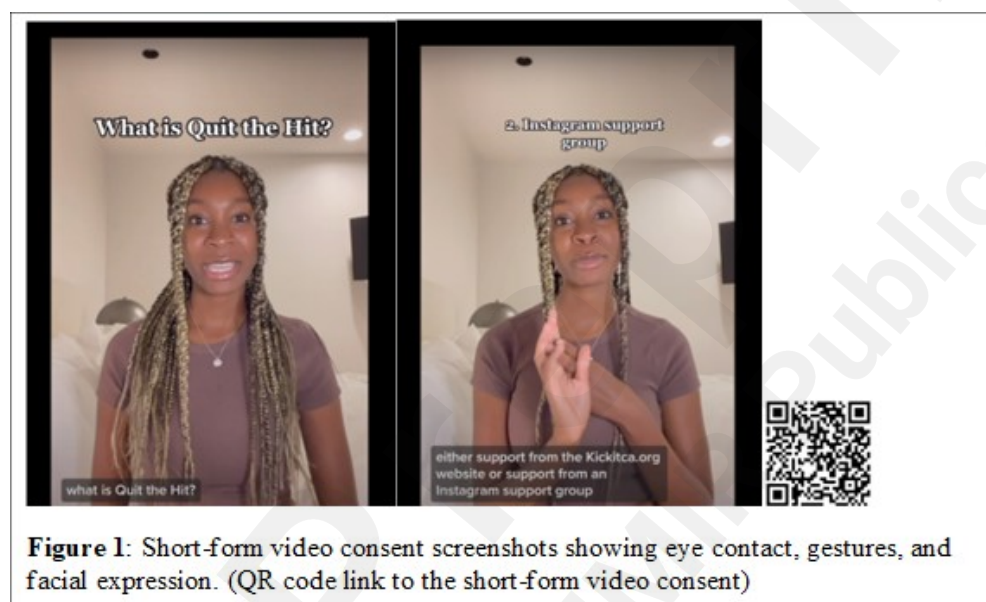 What is Quit the Hit?
what is Quit the Hit?
2. Instagram support
group
either support from the Kickitca.org
website or support from an
Instagram support group
Figure 1: Short-form video consent screenshots showing eye contact, gestures, and
facial expression. (QR code link to the short-form video consent)